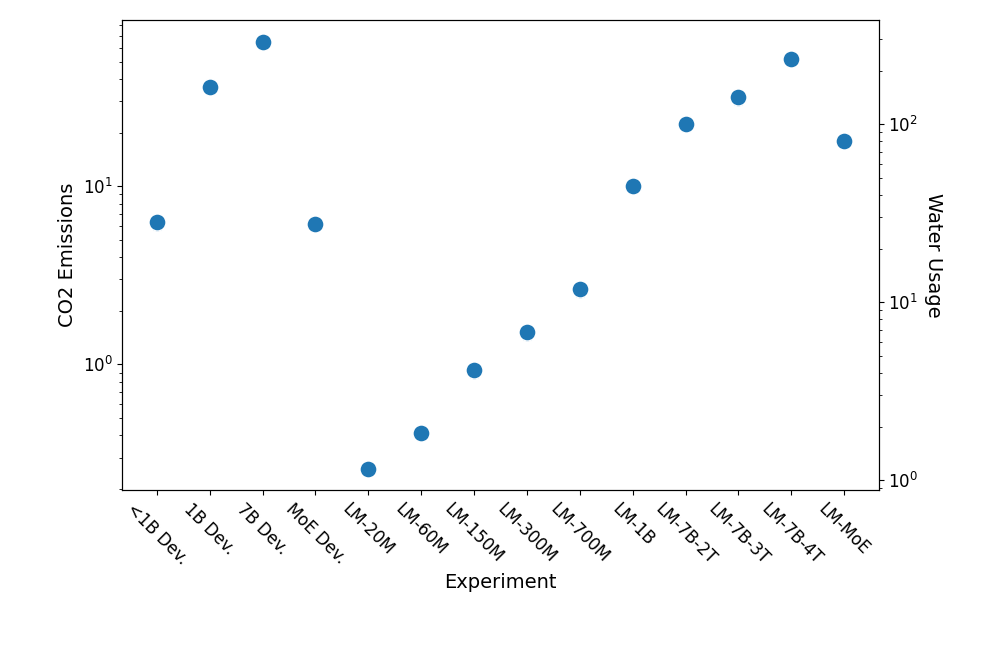 CO2 Emissions
10^1
10^0
Water Usage
10^2
10^1
10^0
<1B Dev.
1B Dev.
7B Dev.
MoE Dev.
LM-20M
LM-60M
LM-150M
LM-300M
LM-700M
LM-1B
LM-7B-2T
LM-7B-3T
LM-7B-4T
LM-MoE
Experiment